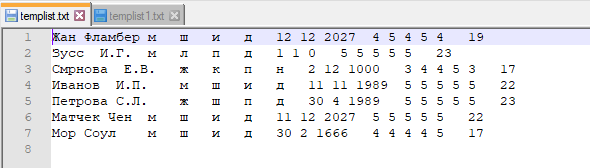 templist.txt templist1.txt
1 Жан Фламбер м ш и д 12 12 2027 4 5 4 5 4 19
2 Зусс И.Г. м л п д 1 1 0 5 5 5 5 5 23
3 Смрнова Е.В. ж к п н 2 12 1000 3 4 4 5 3 17
4 Иванов И.П. м ш и д 11 11 1989 5 5 5 5 5 22
5 Петрова С.Л. ж ш п д 30 4 1989 5 5 5 5 5 23
6 Матчек Чен м ш и д 11 12 2027 5 5 5 5 5 22
7 Мор Соул м ш и д 30 2 1666 4 4 4 4 5 17
8